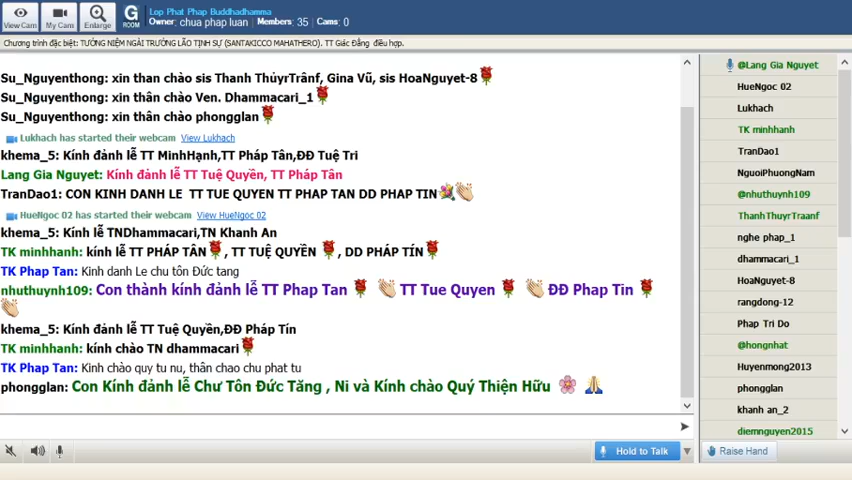 View Cam
My Cam
Enlarge
G
ROOM
Lop Phat Phap Buddhadhamma
Owner: chua phap luan Members: 35 Cams: 0
Chương trình đặc biệt: TƯỞNG NIỆM NGÀI TRƯỞNG LÃO TỊNH SỰ (SANTAKICCO MAHATHERO). TT Giác Đẳng điều hợp.
Su_Nguyenthong: xin than chào sis Thanh ThủyrTrânf, Gina Vũ, sis HoaNguyet-8
Su_Nguyenthong: xin thân chào Ven. Dhammacari_1
Su_Nguyenthong: xin thân chào phongglan
Lukhach has started their webcam View Lukhach
khema_5: Kính đảnh lễ TT MinhHạnh,TT Pháp Tân,ĐĐ Tuệ Tri
Lang Gia Nguyet: Kính đảnh lễ TT Tuệ Quyền, TT Pháp Tân
TranDao1: CON KINH DANH LE TT TUE QUYEN TT PHAP TAN DD PHAP TIN
HueNgoc 02 has started their webcam View HueNgoc 02
khema_5: Kính lễ TNDhammacari,TN Khanh An
TK minhhanh: kính lễ TT PHÁP TÂN , TT TUỆ QUYỀN , DD PHÁP TÍN
TK Phap Tan: Kinh danh Le chu tôn Đức tang
nhuthuynh109: Con thành kính đảnh lễ TT Phap Tan TT Tue Quyen ĐĐ Phap Tin
khema_5: Kính đảnh lễ TT Tuệ Quyền,ĐĐ Pháp Tín
TK minhhanh: kính chào TN dhammacari
TK Phap Tan: Kính chào quy tu nu, thân chao chu phat tu
phongglan: Con Kính đảnh lễ Chư Tôn Đức Tăng , Ni và Kính chào Quý Thiện Hữu
Hold to Talk
@Lang Gia Nguyet
HueNgoc 02
Lukhach
TK minhhanh
TranDao1
NguoiPhuongNam
@nhuthuynh109
ThanhThuyrTraanf
nghe phap_1
dhammacari_1
HoaNguyet-8
rangdong-12
Phap Tri Do
@hongnhat
Huyenmong2013
phongglan
khanh an_2
diemnguyen2015
Raise Hand